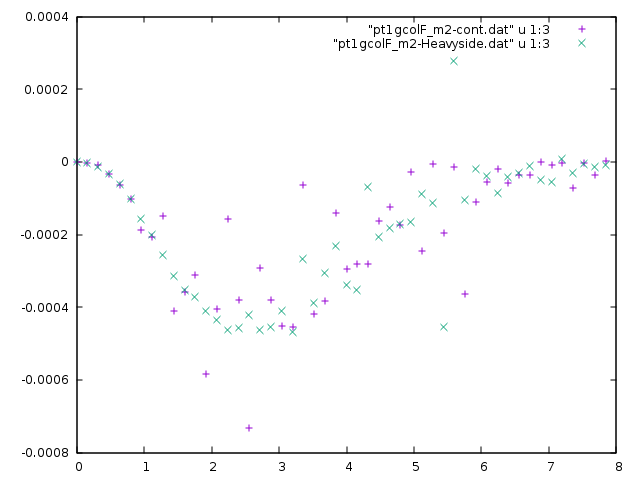 0.0004
0.0002
0
-0.0002
-0.0004
-0.0006
-0.0008
"pt1gcolF_m2-cont.dat" u 1:3
"pt1gcolF_m2-Heavyside.dat" u 1:3
0 1 2 3 4 5 6 7 8